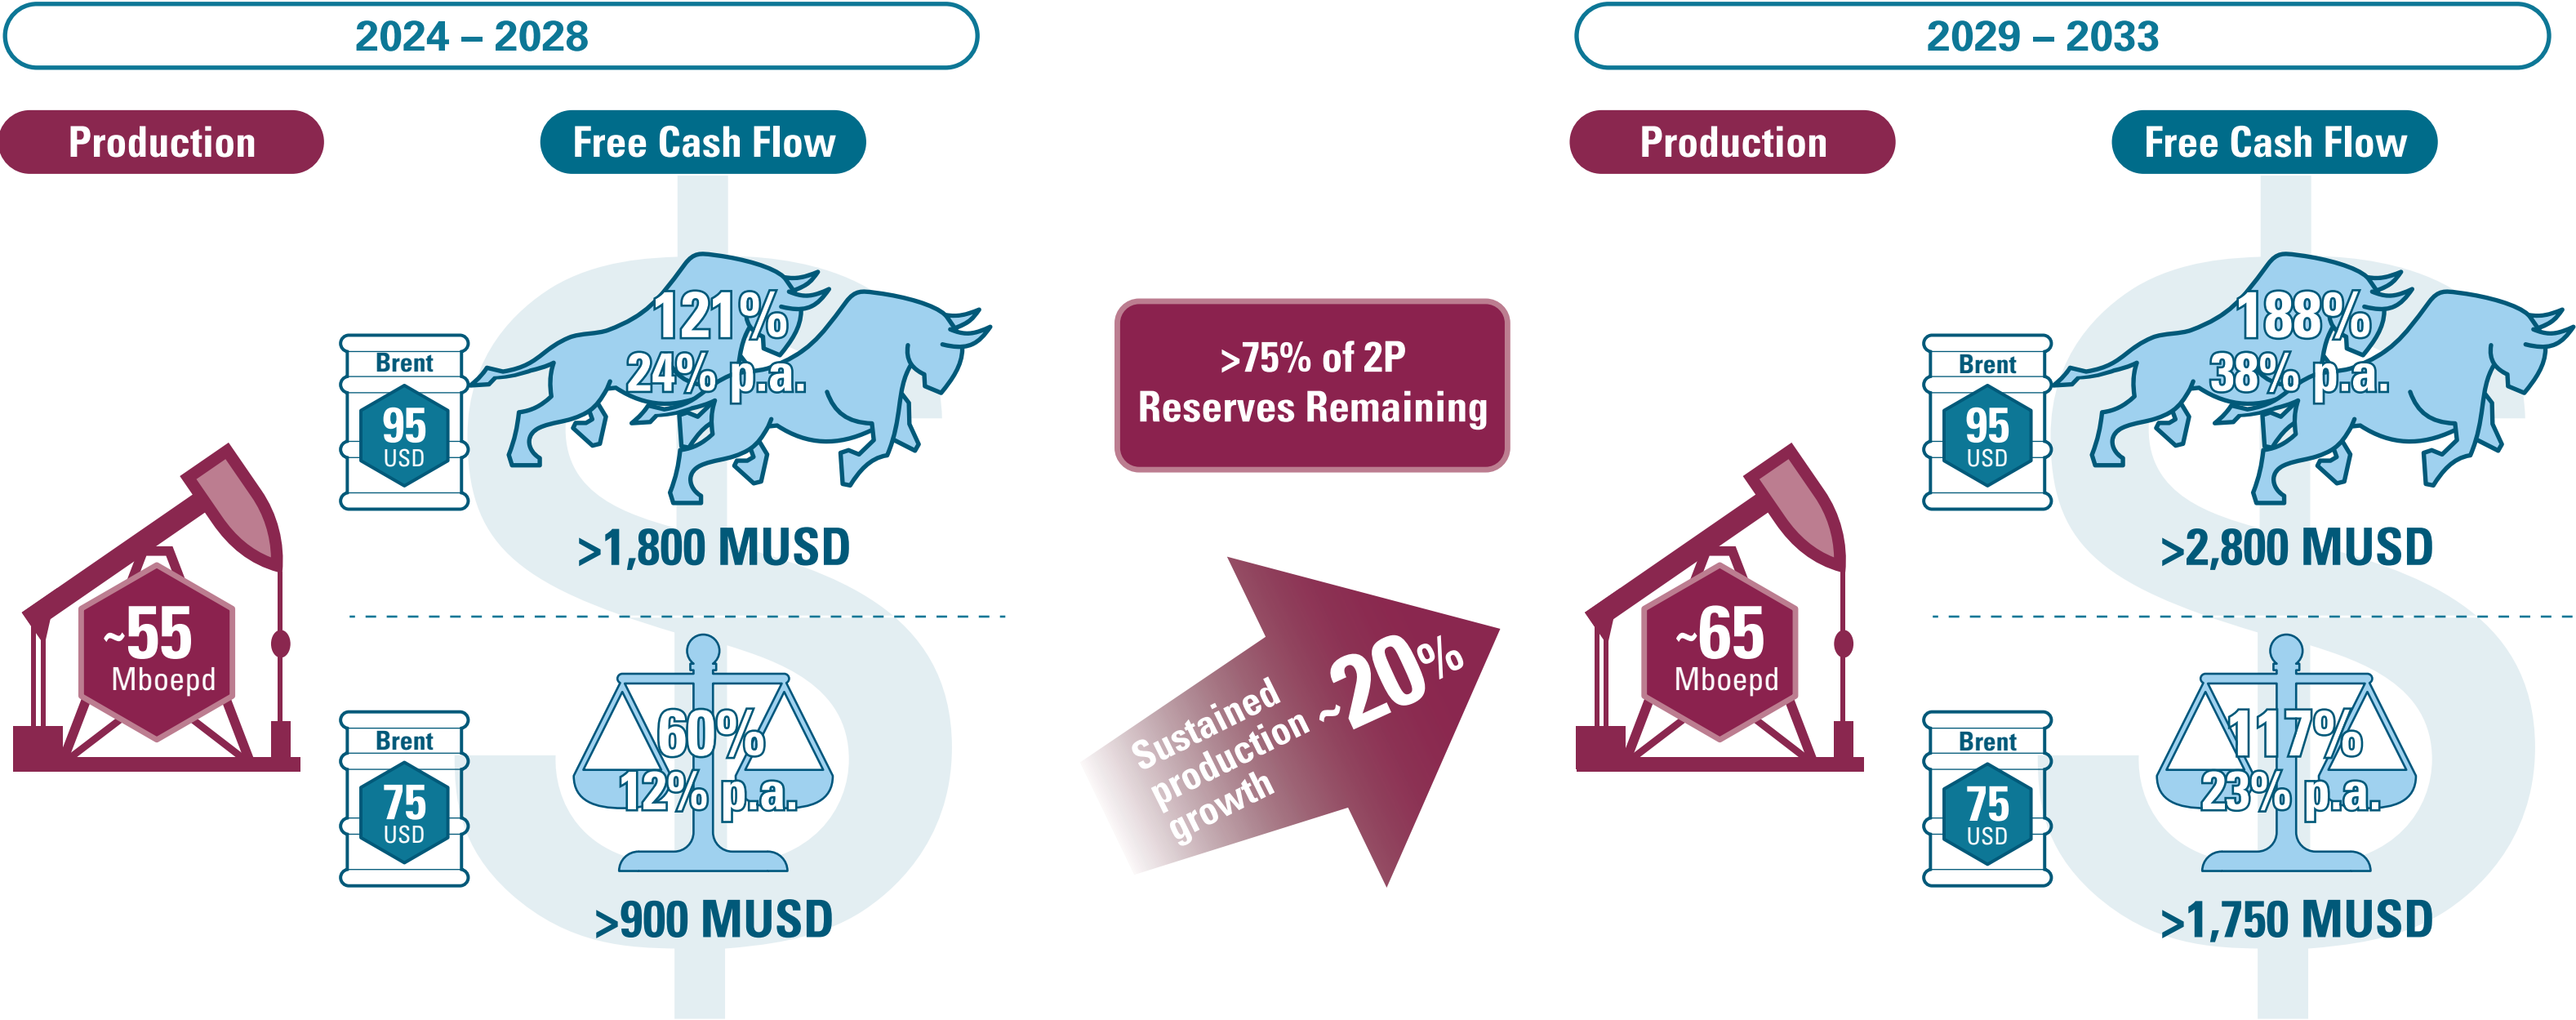 2024 – 2028
Production
Free Cash Flow
Brent
95
USD
121%
24% p.a.
>1,800 MUSD
~55
Mboepd
Brent
75
USD
60%
12% p.a.
>900 MUSD
>75% of 2P
Reserves Remaining
Sustained
production
growth
~20%
2029 – 2033
Production
Free Cash Flow
Brent
95
USD
188%
38% p.a.
>2,800 MUSD
~65
Mboepd
Brent
75
USD
117%
23% p.a.
>1,750 MUSD